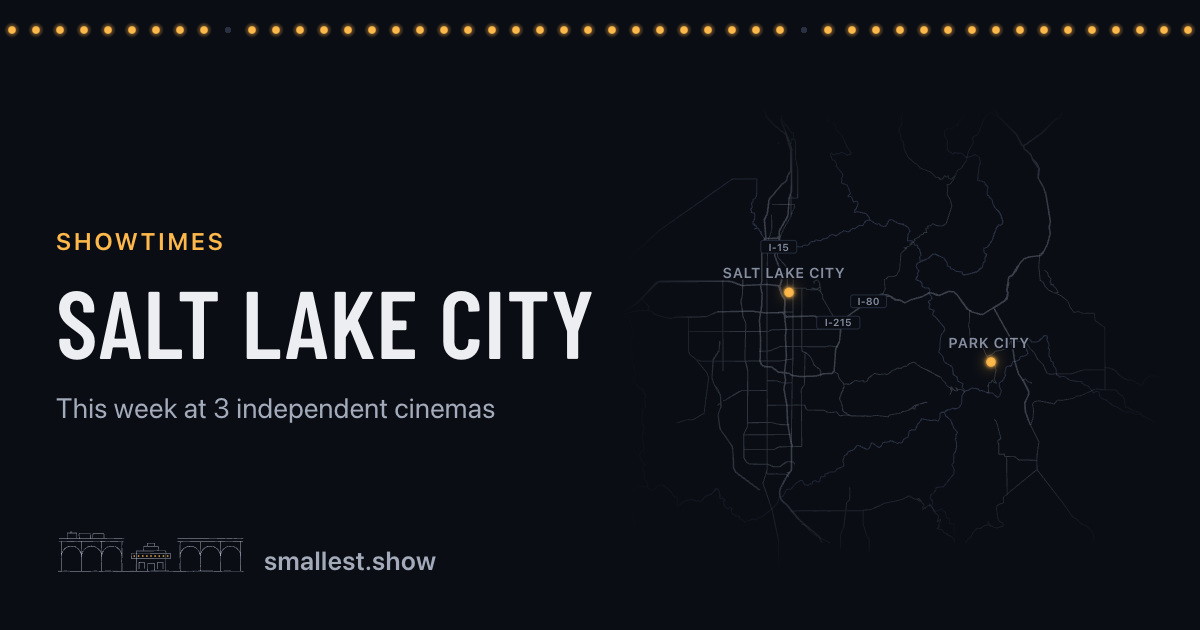 SHOWTIMES
SALT LAKE CITY
This week at 3 independent cinemas
smallest.show
I-15
SALT LAKE CITY
I-80
I-215
PARK CITY